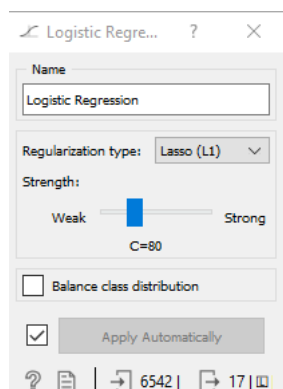 Logistic Regre... ? ×
Name
Logistic Regression
Regularization type: Lasso (L1)
Strength:
Weak Strong
C=80
Balance class distribution
Apply Automatically
? 6542 | 17 |